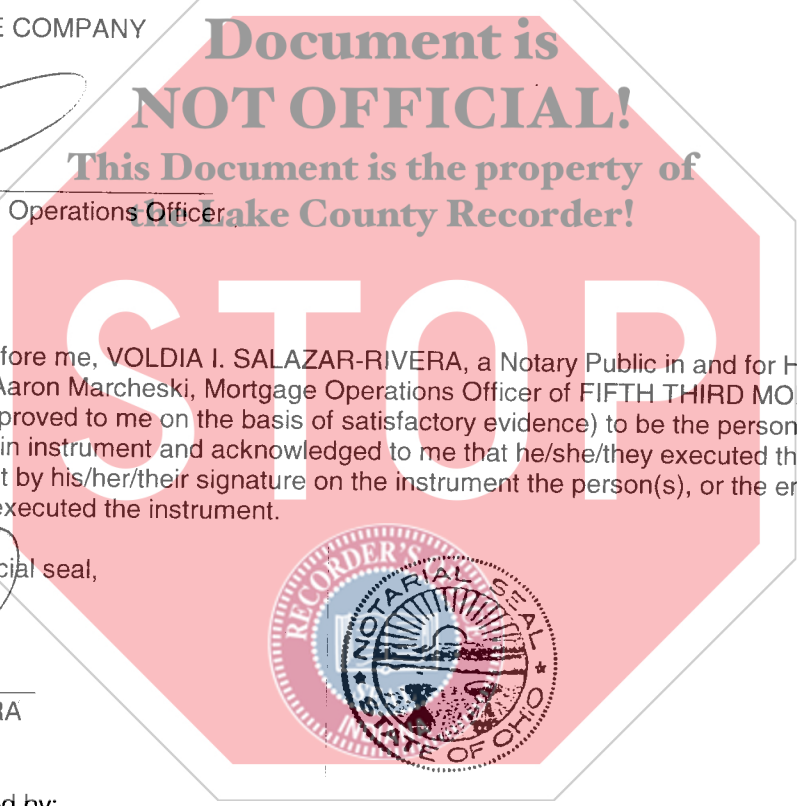 E COMPANY
Document is
NOT OFFICIAL!
This Document is the property of
the Lake County Recorder!
Operations Officer
STOP
fore me, VOLDIA I. SALAZAR-RIVERA, a Notary Public in and for H
Aaron Marcheski, Mortgage Operations Officer of FIFTH THIRD MO
proved to me on the basis of satisfactory evidence) to be the person
in instrument and acknowledged to me that he/she/they executed th
t by his/her/their signature on the instrument the person(s), or the en
executed the instrument.
cial seal,
RECORDER'S
NOTARIAL SEAL
STATE OF OHIO
RA
ed by: